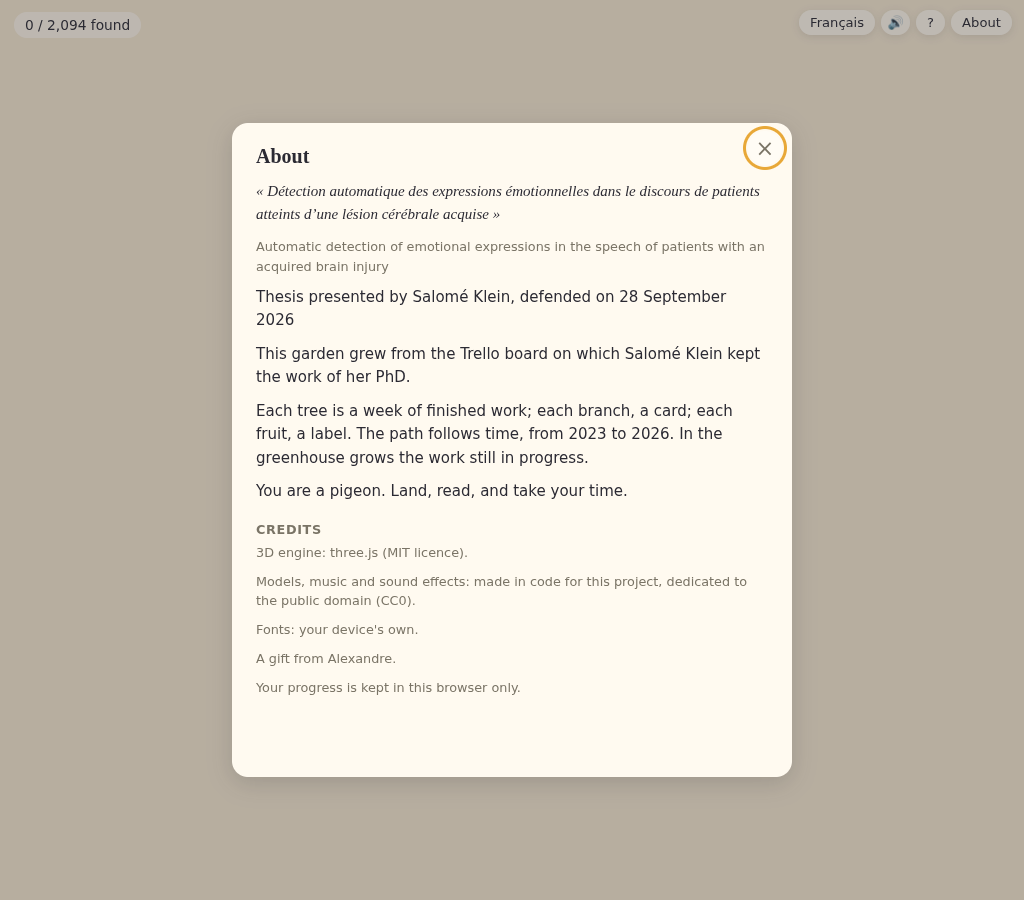 0 / 2,094 found
Français
🔊
?
About
About
×
« Détection automatique des expressions émotionnelles dans le discours de patients
atteints d’une lésion cérébrale acquise »
Automatic detection of emotional expressions in the speech of patients with an
acquired brain injury
Thesis presented by Salomé Klein, defended on 28 September
2026
This garden grew from the Trello board on which Salomé Klein kept
the work of her PhD.
Each tree is a week of finished work; each branch, a card; each
fruit, a label. The path follows time, from 2023 to 2026. In the
greenhouse grows the work still in progress.
You are a pigeon. Land, read, and take your time.
CREDITS
3D engine: three.js (MIT licence).
Models, music and sound effects: made in code for this project, dedicated to
the public domain (CC0).
Fonts: your device's own.
A gift from Alexandre.
Your progress is kept in this browser only.